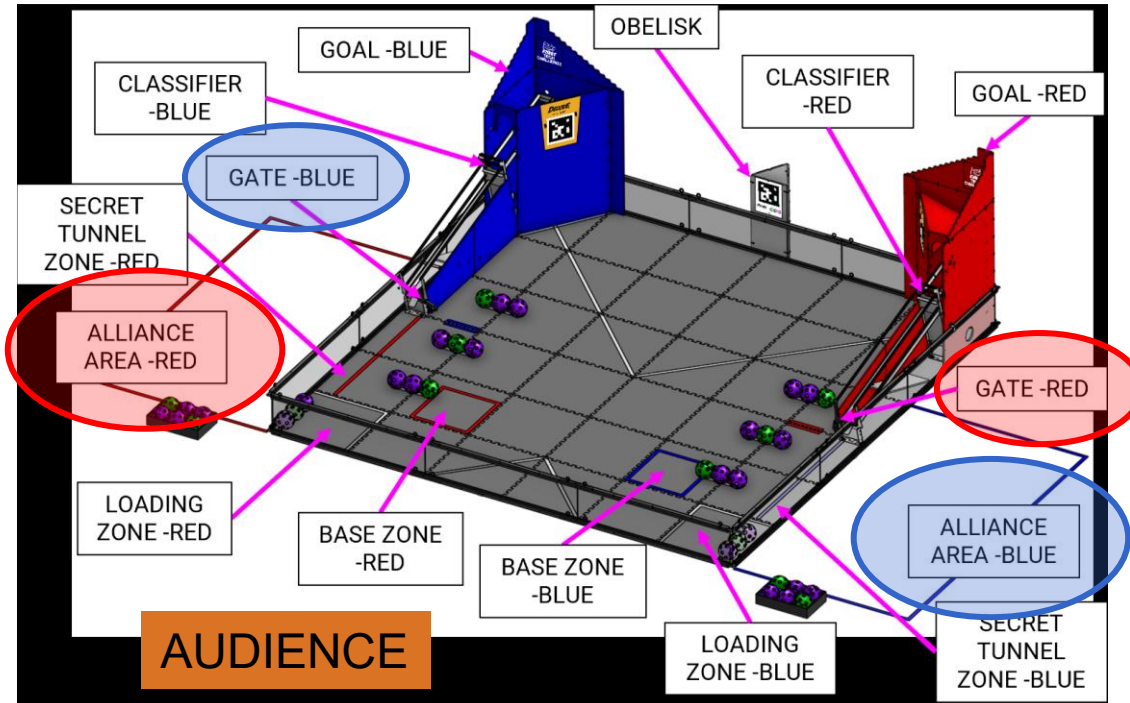 OBELISK
GOAL -BLUE
CLASSIFIER
-BLUE
CLASSIFIER
-RED
GOAL -RED
GATE -BLUE
SECRET
TUNNEL
ZONE -RED
ALLIANCE
AREA -RED
GATE -RED
LOADING
ZONE -RED
BASE ZONE
-RED
BASE ZONE
-BLUE
ALLIANCE
AREA -BLUE
AUDIENCE
LOADING
ZONE -BLUE
SECRET
TUNNEL
ZONE -BLUE